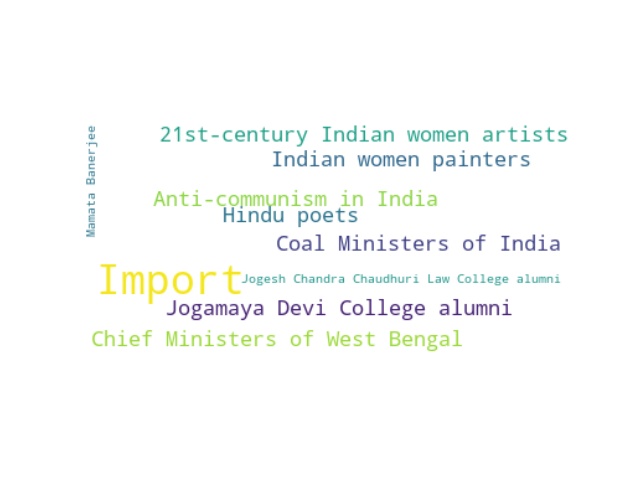 Mamata Banerjee
21st-century Indian women artists
Indian women painters
Anti-communism in India
Hindu poets
Coal Ministers of India
Import
Jogesh Chandra Chaudhuri Law College alumni
Jogamaya Devi College alumni
Chief Ministers of West Bengal